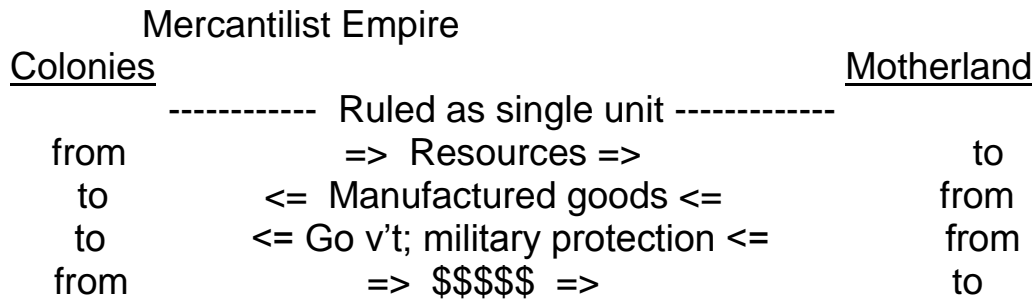 Mercantilist Empire
Colonies Motherland
------------ Ruled as single unit -------------
from => Resources => to
to <= Manufactured goods <= from
to <= Go v't; military protection <= from
from => $$$$$ => to